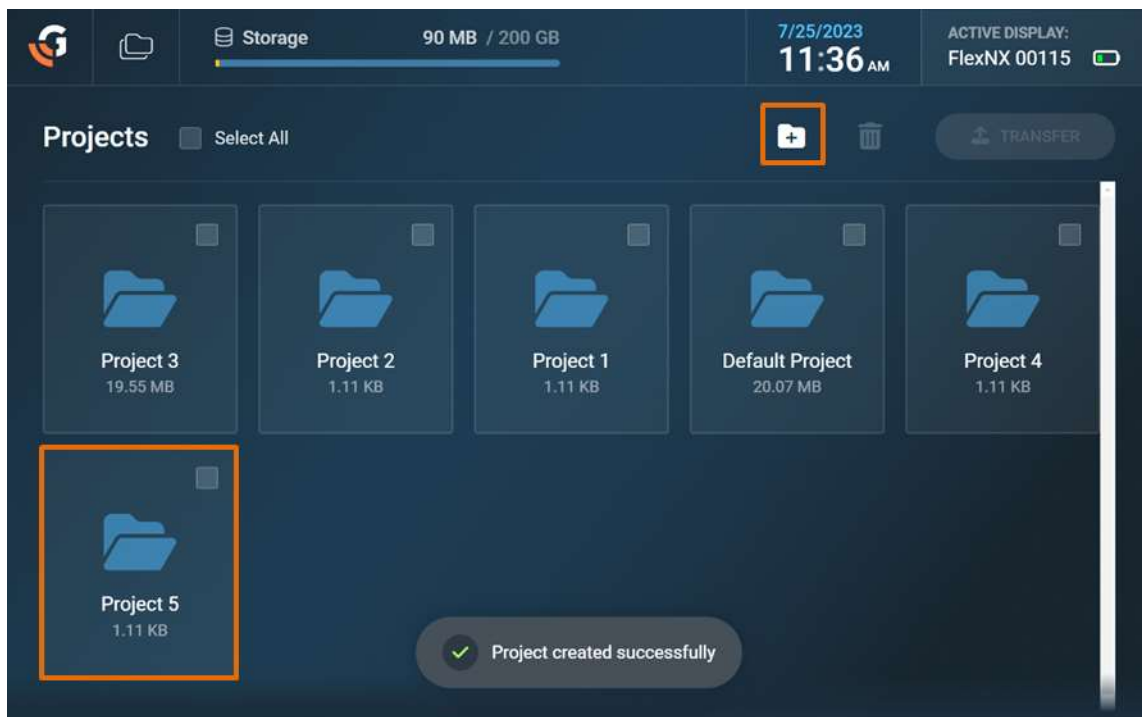 Storage 90 MB / 200 GB
7/25/2023
11:36 AM
ACTIVE DISPLAY:
FlexNX 00115
Projects Select All TRANSFER
Project 3
19.55 MB
Project 2
1.11 KB
Project 1
1.11 KB
Default Project
20.07 MB
Project 4
1.11 KB
Project 5
1.11 KB
Project created successfully